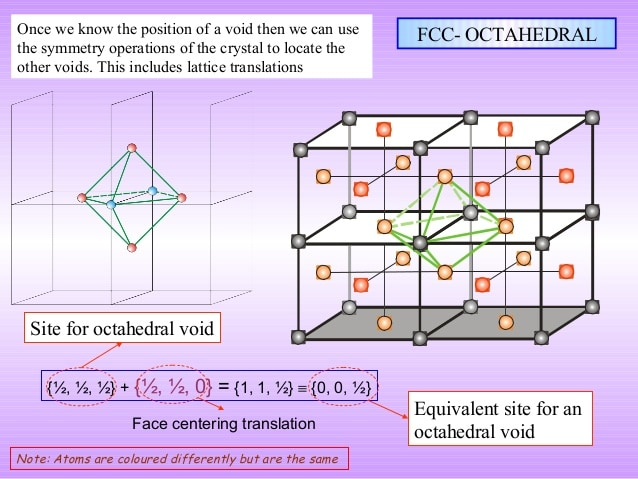 Once we know the position of a void then we can use
the symmetry operations of the crystal to locate the
other voids. This includes lattice translations
FCC- OCTAHEDRAL
Site for octahedral void
{½, ½, ½} + {½, ½, 0} = {1, 1, ½} ≡ {0, 0, ½}
Face centering translation
Equivalent site for an
octahedral void
Note: Atoms are coloured differently but are the same